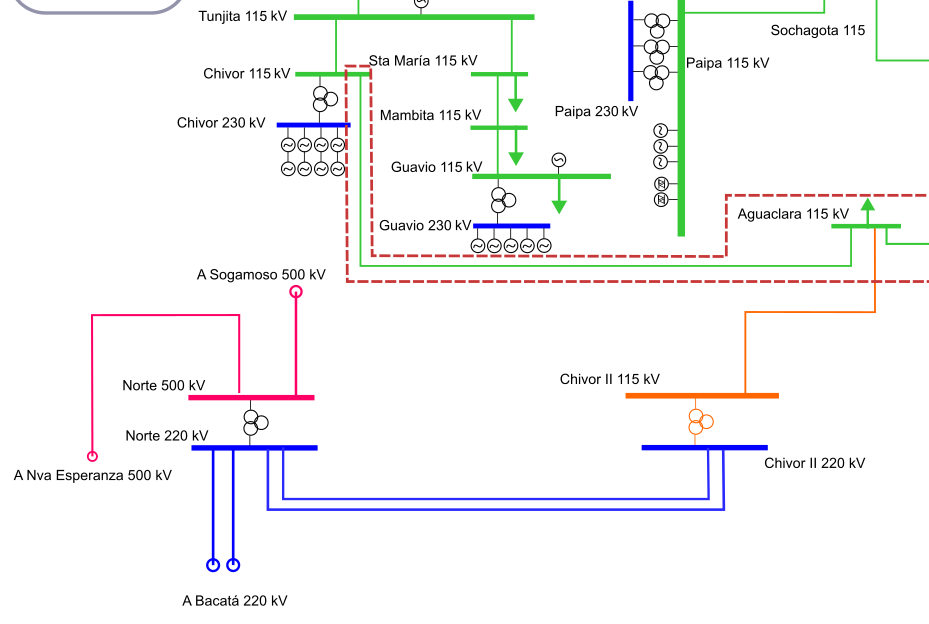 Tunjita 115 kV
Sochagota 115
Sta María 115 kV
Paipa 115 kV
Chivor 115 kV
Paipa 230 kV
Mambita 115 kV
Chivor 230 kV
Guavio 115 kV
Aguaclara 115 kV
Guavio 230 kV
A Sogamoso 500 kV
Chivor II 115 kV
Norte 500 kV
Norte 220 kV
Chivor II 220 kV
A Nva Esperanza 500 kV
A Bacatá 220 kV